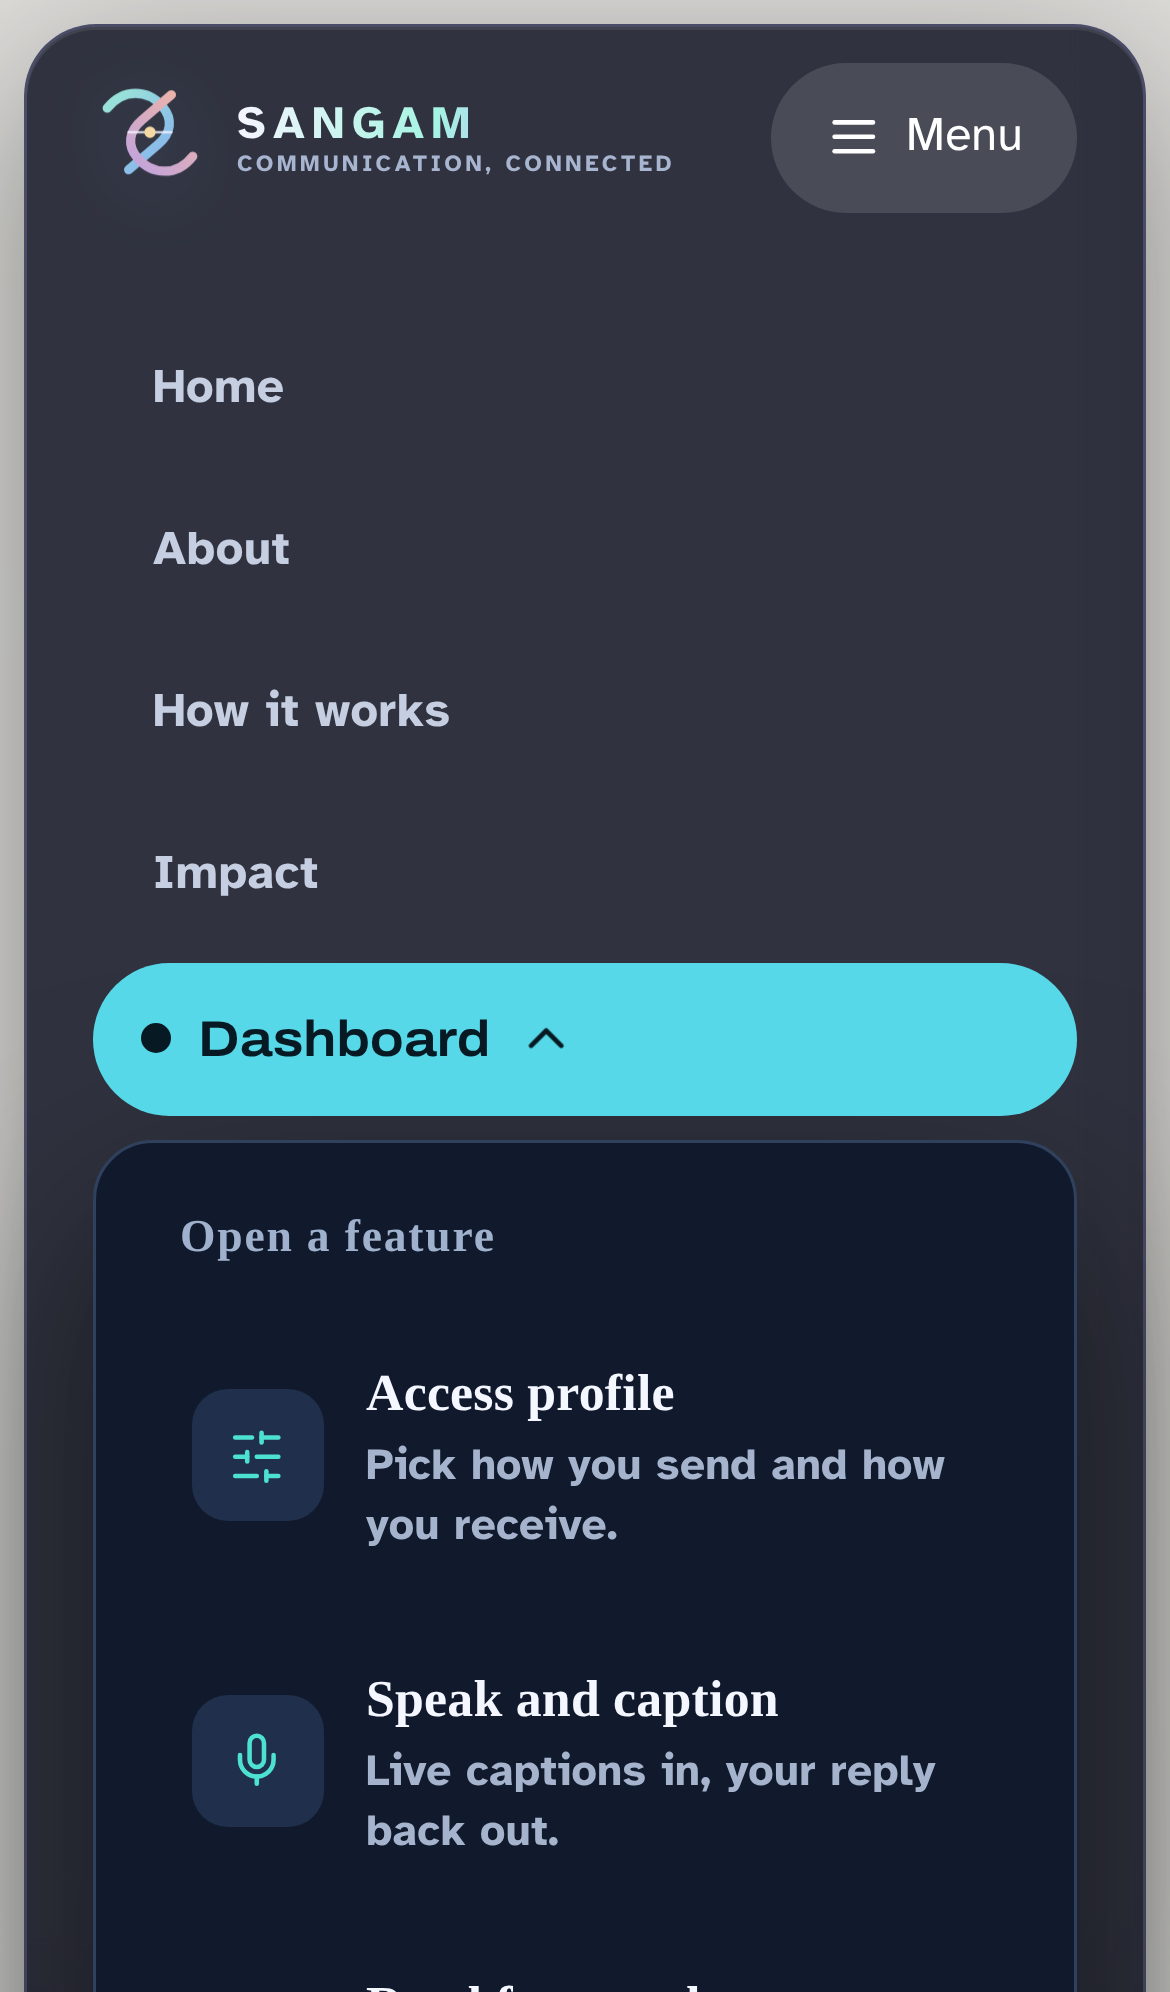 SANGAM
COMMUNICATION, CONNECTED
Menu
Home
About
How it works
Impact
Dashboard
Open a feature
Access profile
Pick how you send and how
you receive.
Speak and caption
Live captions in, your reply
back out.